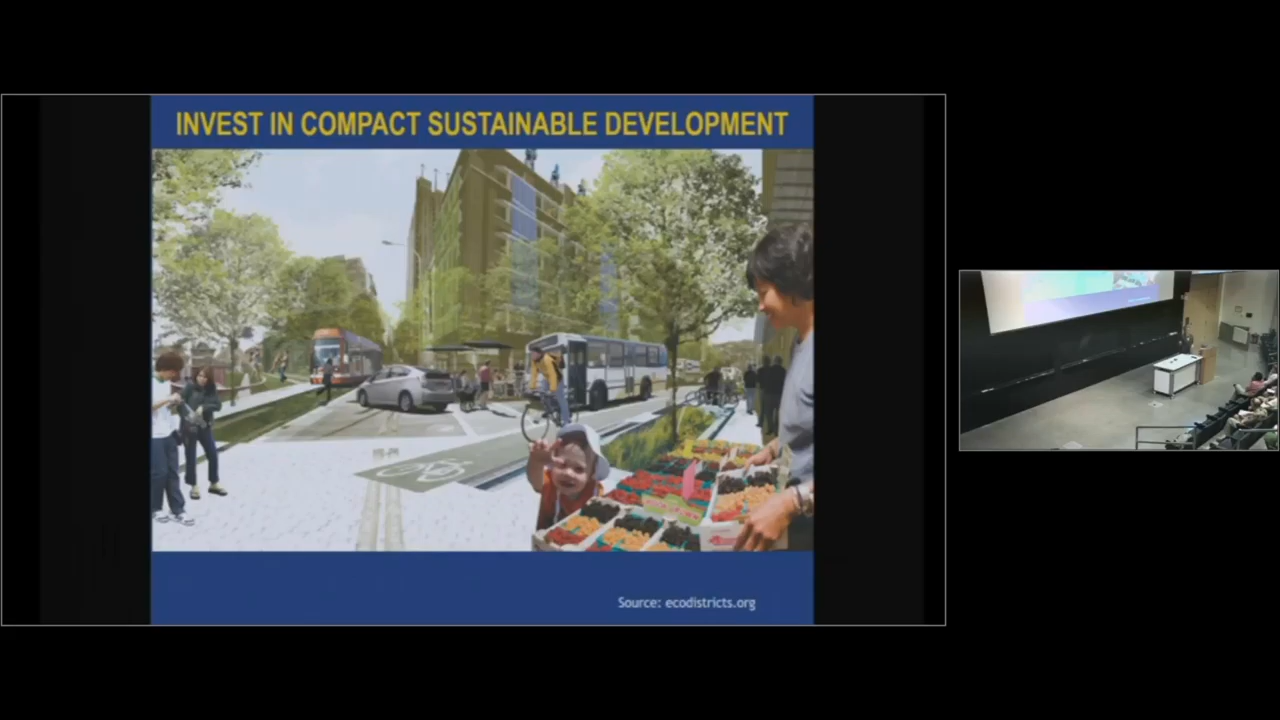 INVEST IN COMPACT SUSTAINABLE DEVELOPMENT
Source: ecodistricts.org